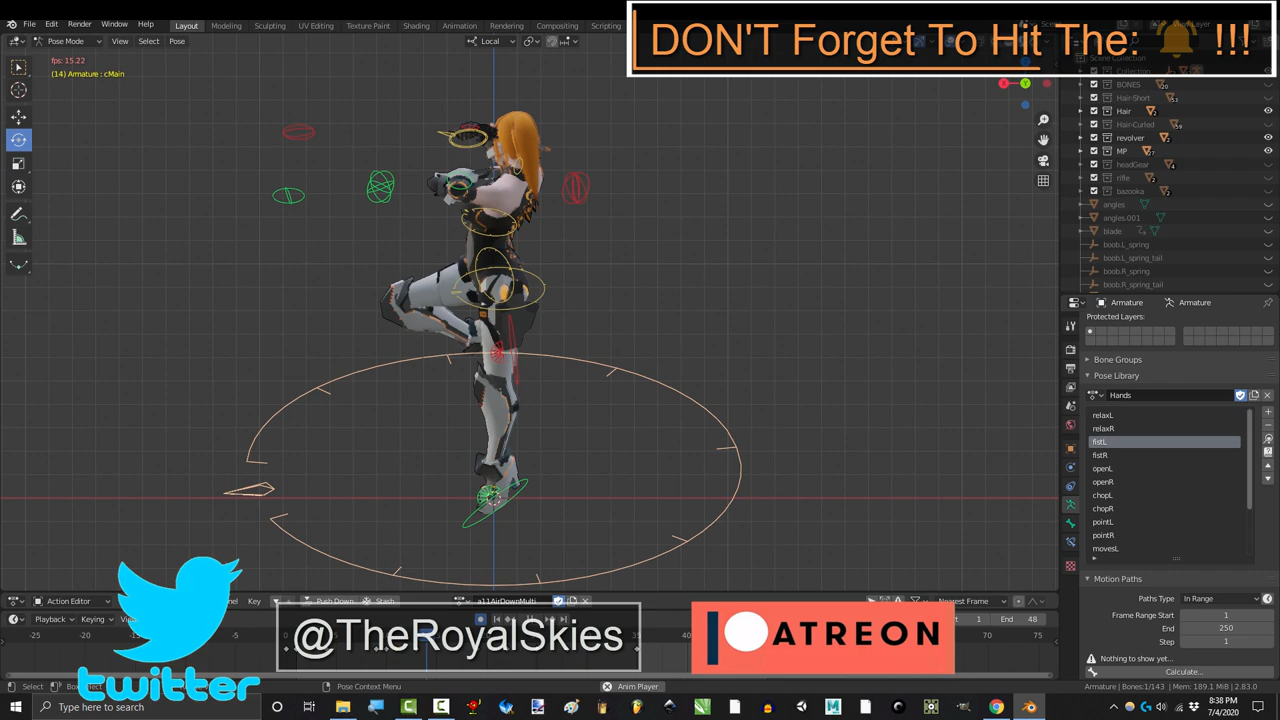 File Edit Render Window Help
Layout Modeling Sculpting UV Editing Texture Paint Shading Animation Rendering Compositing Scripting
DON'T Forget To Hit The: !!!
Pose Mode View Select Pose
Local
fps: 15.22
(14) Armature : cMain
Scene Collection
Collection
BONES
Hair-Short
Hair
Hair-Curled
revolver
MP
headGear
rifle
bazooka
angles
angles.001
blade
boob.L_spring
boob.L_spring_tail
boob.R_spring
boob.R_spring_tail
Armature Armature
Protected Layers:
Bone Groups
Pose Library
Hands
relaxL
relaxR
fistL
fistR
openL
openR
chopL
chopR
pointL
pointR
movesL
Motion Paths
Paths Type In Range
Frame Range Start 1
End 250
Step 1
Nothing to show yet...
Calculate...
Action Editor Key Push Down Stash a11AirDownMulti Nearest Frame
Playback Keying View 1 End 48
-25 -20 -15 -10 40 65 70 75
@TheRoyalSkies
PATREON
twitter
Select Box Pose Context Menu Anim Player Armature | Bones:1/143 | Mem: 189.1 MiB | 2.83.0
Type here to search
8:38 PM
7/4/2020